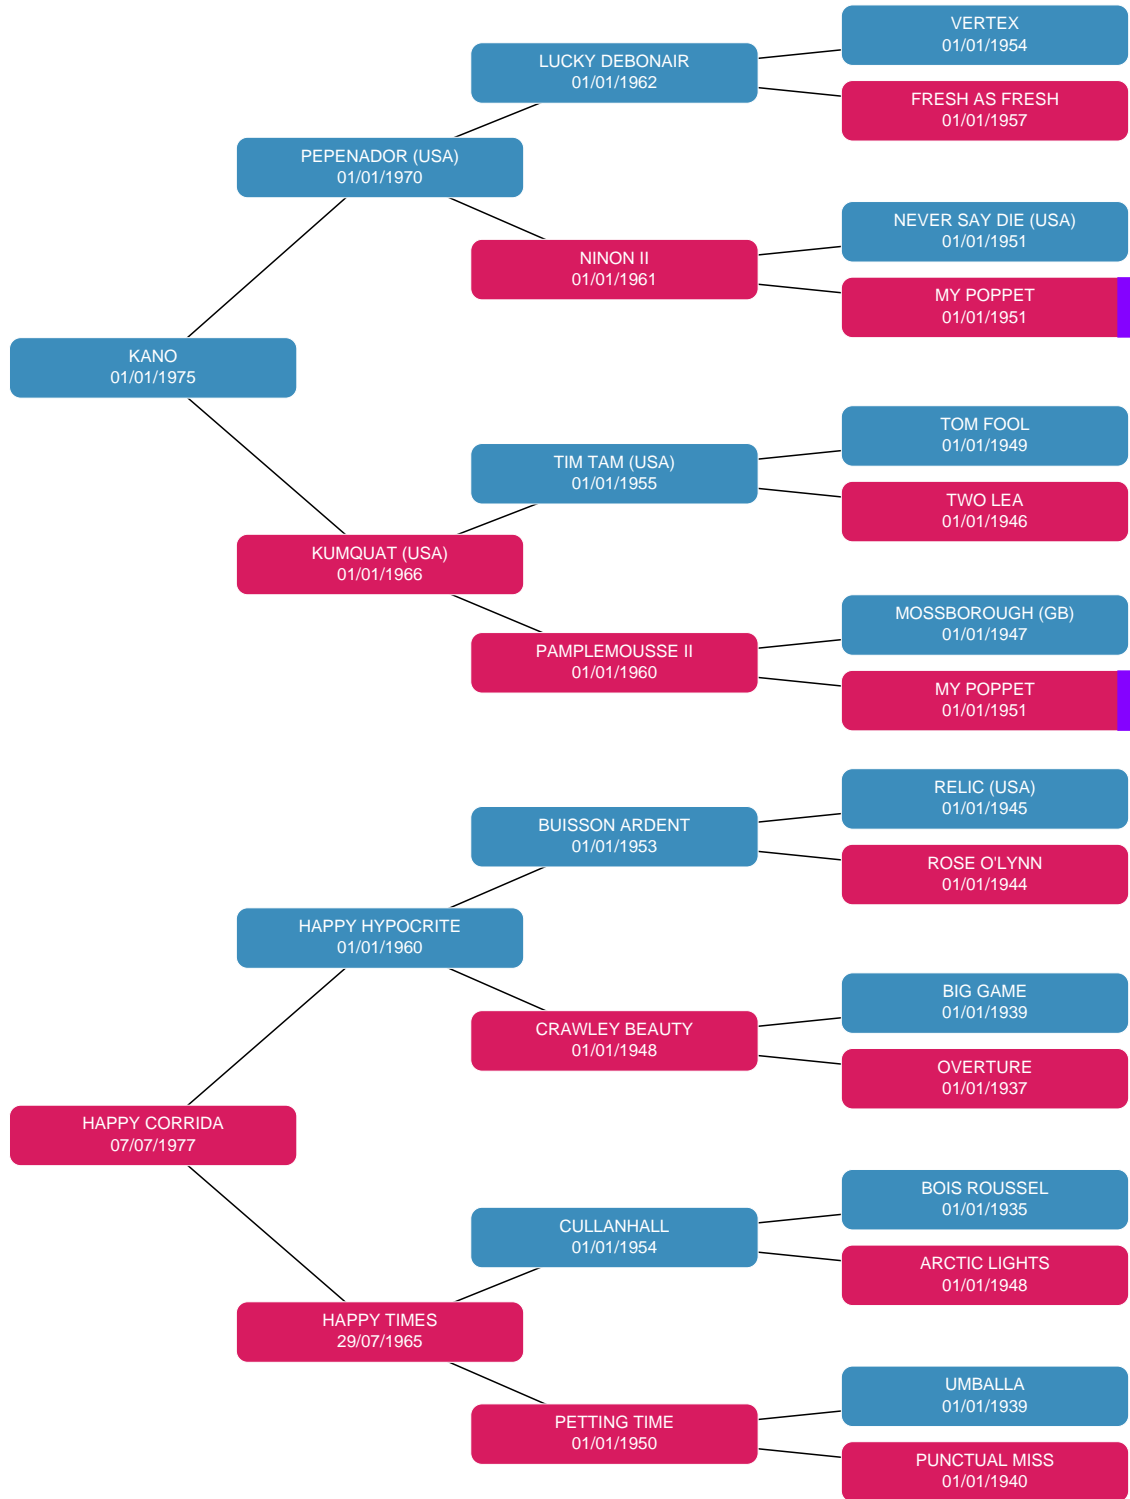 VERTEX
01/01/1954
LUCKY DEBONAIR
01/01/1962
FRESH AS FRESH
01/01/1957
PEPENADOR (USA)
01/01/1970
NEVER SAY DIE (USA)
01/01/1951
NINON II
01/01/1961
MY POPPET
01/01/1951
KANO
01/01/1975
TOM FOOL
01/01/1949
TIM TAM (USA)
01/01/1955
TWO LEA
01/01/1946
KUMQUAT (USA)
01/01/1966
MOSSBOROUGH (GB)
01/01/1947
PAMPLEMOUSSE II
01/01/1960
MY POPPET
01/01/1951
RELIC (USA)
01/01/1945
BUISSON ARDENT
01/01/1953
ROSE O'LYNN
01/01/1944
HAPPY HYPOCRITE
01/01/1960
BIG GAME
01/01/1939
CRAWLEY BEAUTY
01/01/1948
OVERTURE
01/01/1937
HAPPY CORRIDA
07/07/1977
BOIS ROUSSEL
01/01/1935
CULLANHALL
01/01/1954
ARCTIC LIGHTS
01/01/1948
HAPPY TIMES
29/07/1965
UMBALLA
01/01/1939
PETTING TIME
01/01/1950
PUNCTUAL MISS
01/01/1940